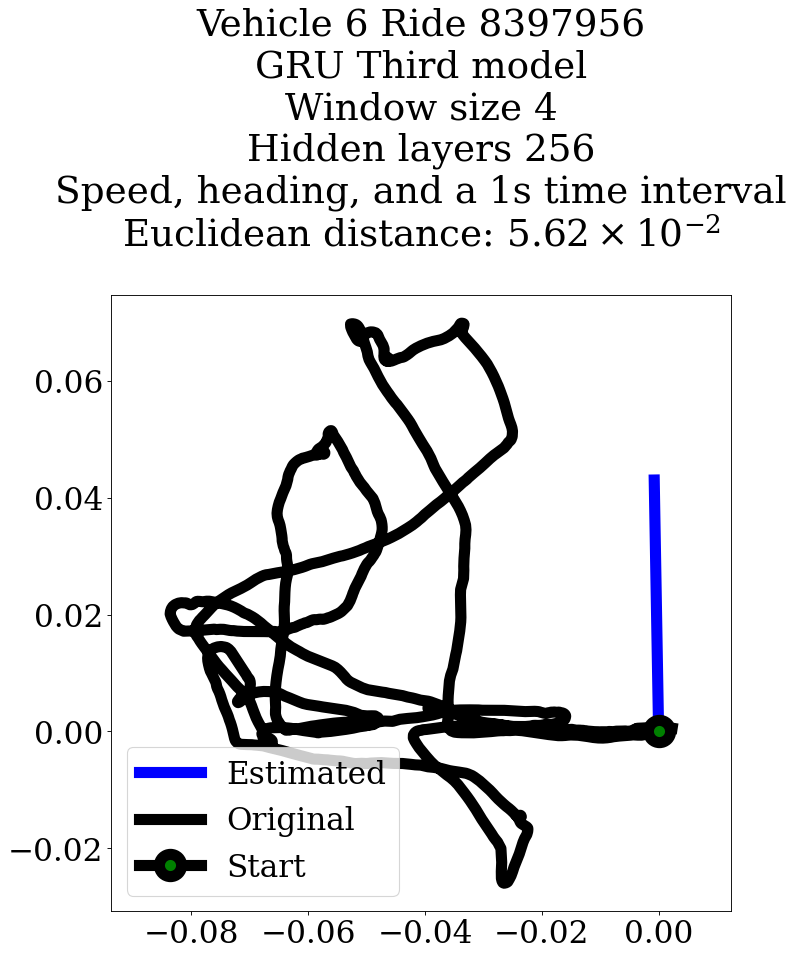 Vehicle 6 Ride 8397956
GRU Third model
Window size 4
Hidden layers 256
Speed, heading, and a 1s time interval
Euclidean distance: 5.62 × 10⁻²
0.06
0.04
0.02
0.00
−0.02
Estimated
Original
Start
−0.08 −0.06 −0.04 −0.02 0.00